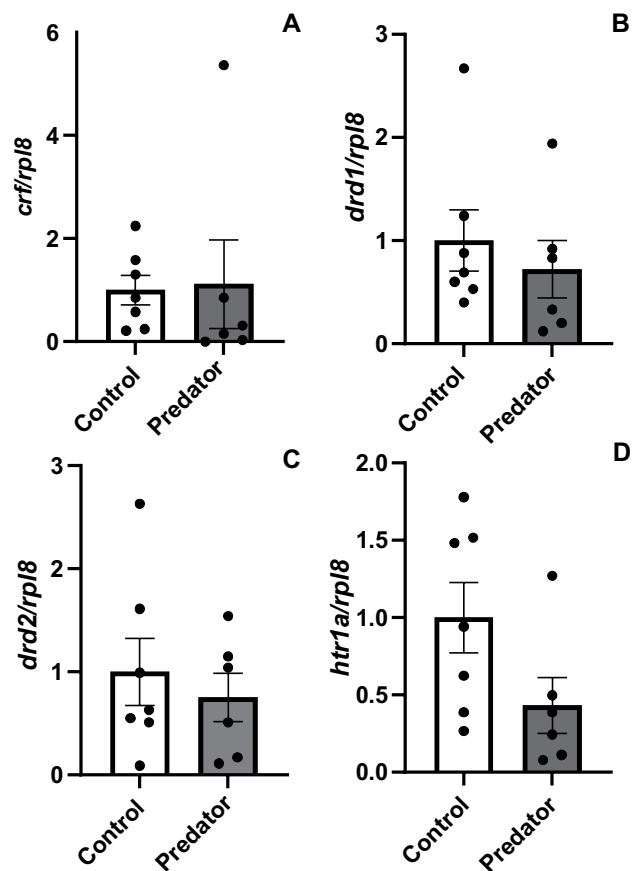 A
crf/rpl8
6
4
2
0
Control
Predator
B
drd1/rpl8
3
2
1
0
Control
Predator
C
drd2/rpl8
3
2
1
0
Control
Predator
D
htr1a/rpl8
2.0
1.5
1.0
0.5
0.0
Control
Predator